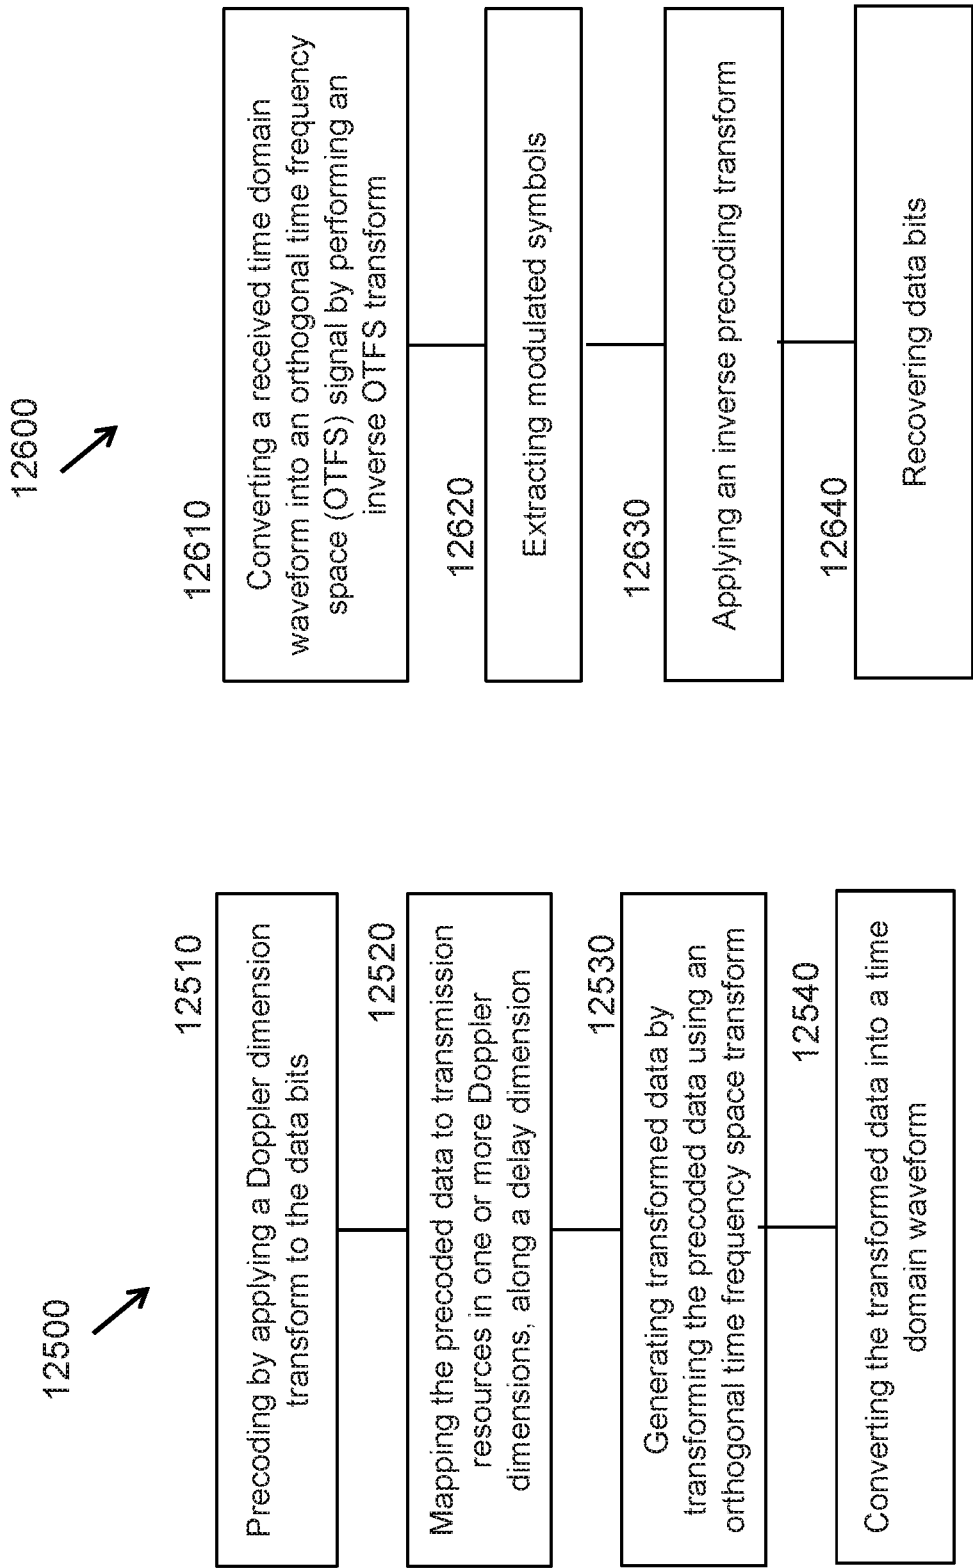 12500
12510
Precoding by applying a Doppler dimension
transform to the data bits
12520
Mapping the precoded data to transmission
resources in one or more Doppler
dimensions, along a delay dimension
12530
Generating transformed data by
transforming the precoded data using an
orthogonal time frequency space transform
12540
Converting the transformed data into a time
domain waveform
12600
12610
Converting a received time domain
waveform into an orthogonal time frequency
space (OTFS) signal by performing an
inverse OTFS transform
12620
Extracting modulated symbols
12630
Applying an inverse precoding transform
12640
Recovering data bits